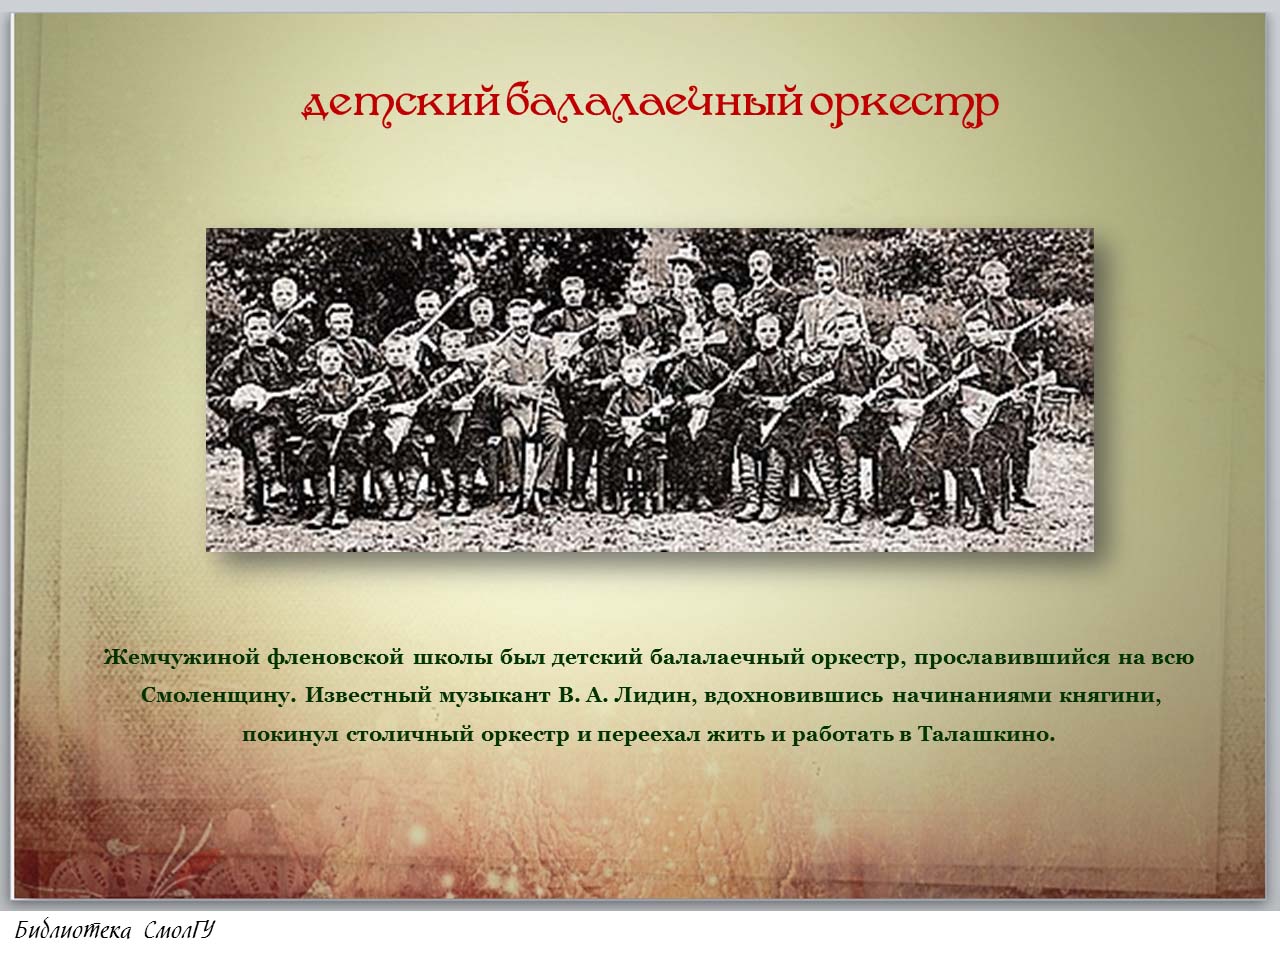 детский балалаечный оркестр
Жемчужиной фленовской школы был детский балалаечный оркестр, прославившийся на всю
Смоленщину. Известный музыкант В. А. Лидин, вдохновившись начинаниями княгини,
покинул столичный оркестр и переехал жить и работать в Талашкино.
Библиотека СмолГУ